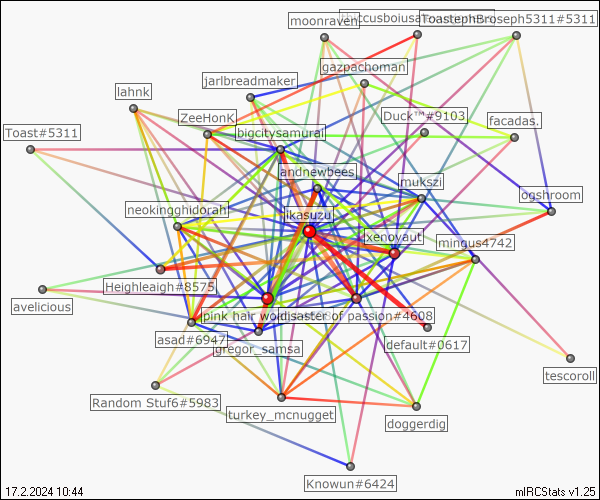 moonraven
ToastephBroseph5311#5311
gazpachoman
jarlbreadmaker
lahnk
ZeeHonK
Duck™#9103
facadas.
Toast#5311
bigcitysamurai
andnewbees
mukszi
ogshroom
neokingghidorah
jikasuzu
xenovaut
mingus4742
Heighleaigh#8575
avelicious
pink hair
disaster of passion#4608
asad#6947
gregor_samsa
default#0617
tescoroll
Random Stuf6#5983
turkey_mcnugget
doggerdig
Knowun#6424
17.2.2024 10:44
mIRCStats v1.25